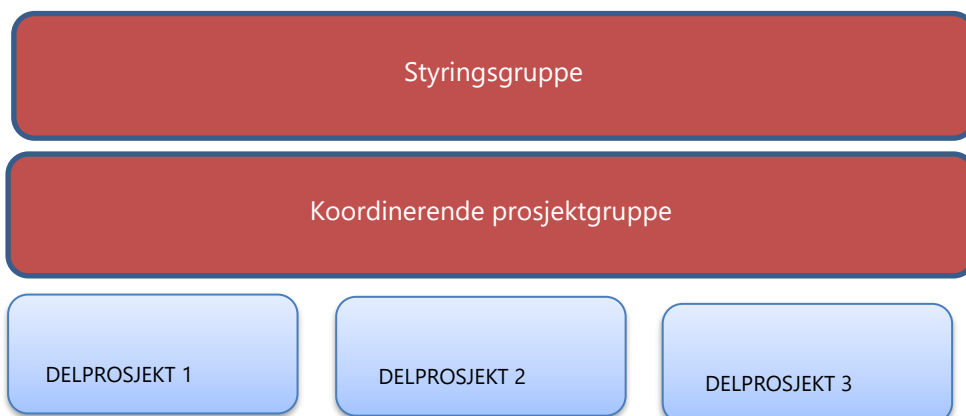 Styringsgruppe
Koordinerende prosjektgruppe
DELPROSJEKT 1
DELPROSJEKT 2
DELPROSJEKT 3